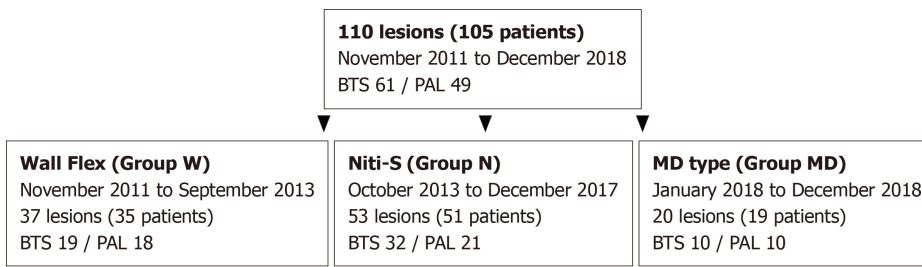 110 lesions (105 patients)
November 2011 to December 2018
BTS 61 / PAL 49
Wall Flex (Group W)
November 2011 to September 2013
37 lesions (35 patients)
BTS 19 / PAL 18
Niti-S (Group N)
October 2013 to December 2017
53 lesions (51 patients)
BTS 32 / PAL 21
MD type (Group MD)
January 2018 to December 2018
20 lesions (19 patients)
BTS 10 / PAL 10